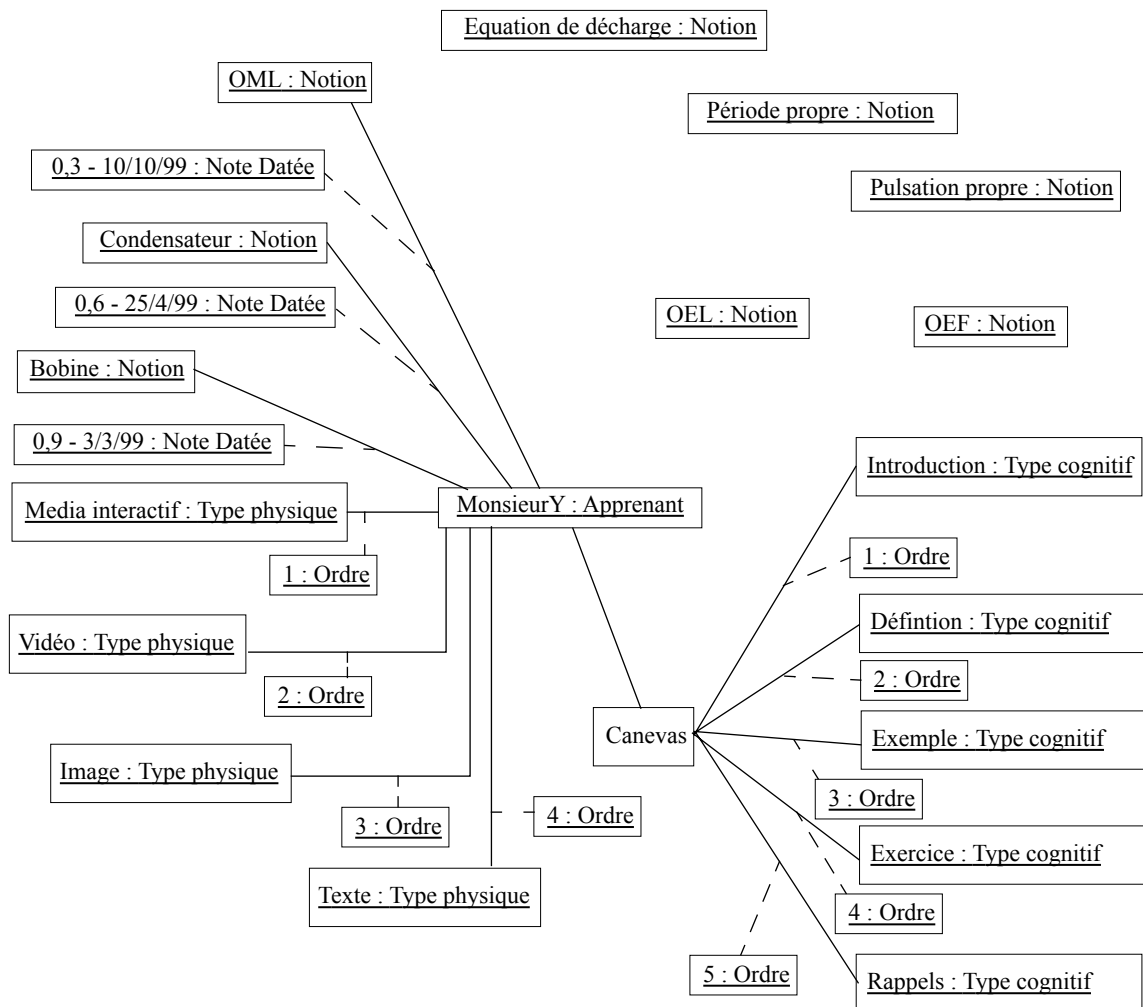 Equation de décharge : Notion
OML : Notion
Période propre : Notion
0,3 - 10/10/99 : Note Datée
Pulsation propre : Notion
Condensateur : Notion
0,6 - 25/4/99 : Note Datée
OEL : Notion
OEF : Notion
Bobine : Notion
0,9 - 3/3/99 : Note Datée
Introduction : Type cognitif
Media interactif : Type physique
MonsieurY : Apprenant
1 : Ordre
1 : Ordre
Défintion : Type cognitif
Vidéo : Type physique
2 : Ordre
2 : Ordre
Canevas
Exemple : Type cognitif
Image : Type physique
3 : Ordre
3 : Ordre
4 : Ordre
Exercice : Type cognitif
Texte : Type physique
4 : Ordre
5 : Ordre
Rappels : Type cognitif